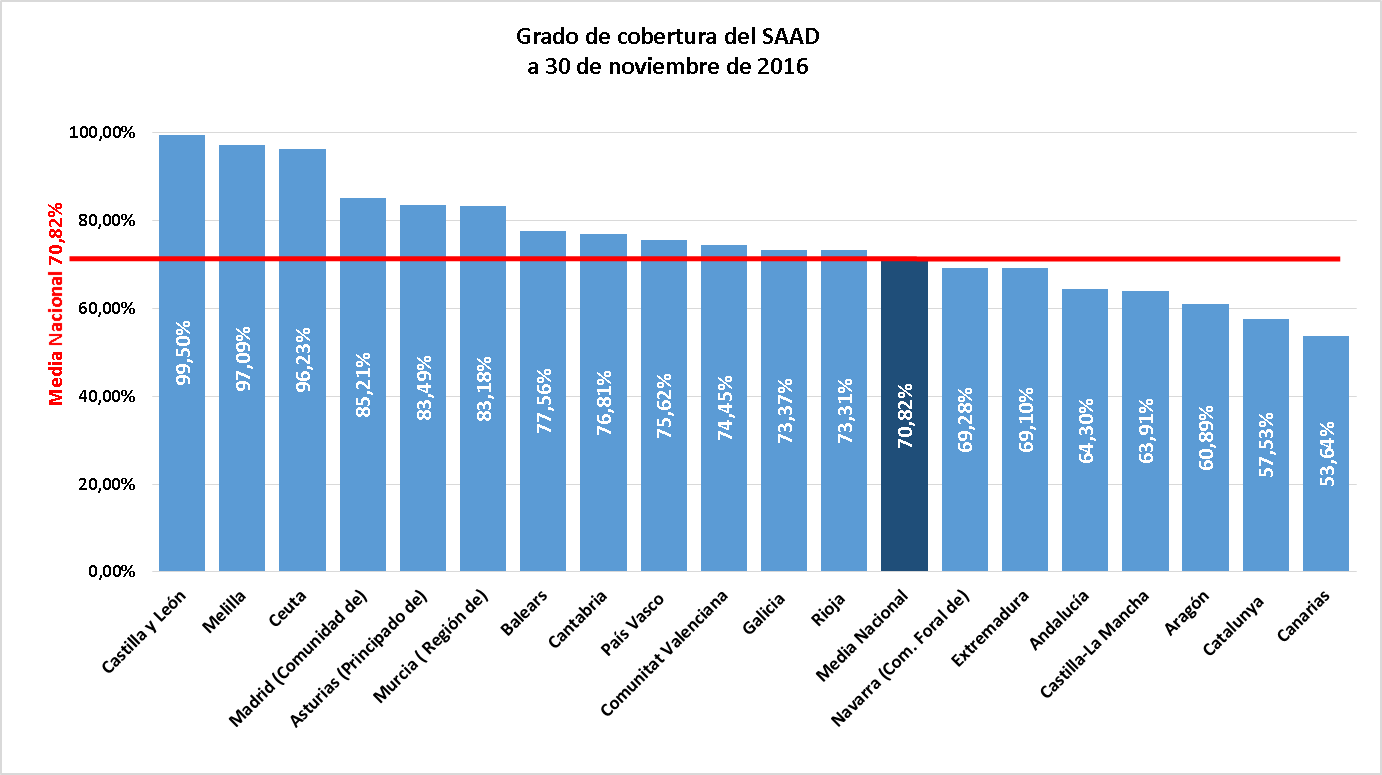 Grado de cobertura del SAAD
a 30 de noviembre de 2016
Media Nacional 70,82%
100,00%
80,00%
60,00%
40,00%
20,00%
0,00%
99,50%
97,09%
96,23%
85,21%
83,49%
83,18%
77,56%
76,81%
75,62%
74,45%
73,37%
73,31%
70,82%
69,28%
69,10%
64,30%
63,91%
60,89%
57,53%
53,64%
Castilla y León
Melilla
Ceuta
Madrid (Comunidad de)
Asturias (Principado de)
Murcia ( Región de)
Balears
Cantabria
País Vasco
Comunitat Valenciana
Galicia
Rioja
Media Nacional
Navarra (Com. Foral de)
Extremadura
Andalucía
Castilla-La Mancha
Aragón
Catalunya
Canarias